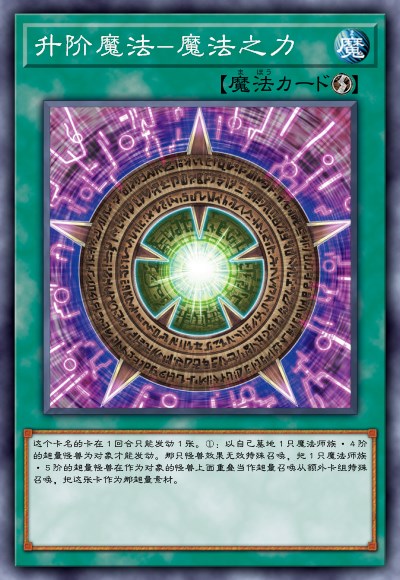 升阶魔法-魔法之力
魔
【魔法カード】
まほう
这个卡名的卡在1回合只能发动1张。①：以自己墓地1只魔法师族·4阶
的超量怪兽为对象才能发动。那只怪兽效果无效特殊召唤，把1只魔法师族
·5阶的超量怪兽在作为对象的怪兽上面重叠当作超量召唤从额外卡组特殊
召唤，把这张卡作为那超量素材。